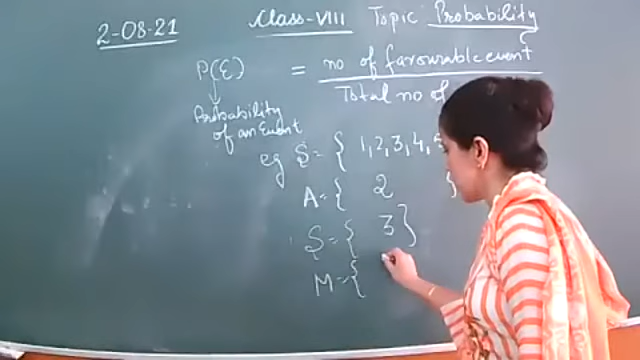 2-08-21 Class-VIII Topic Probability
P(E) = no of favourable event
Total no of
Probability
of an Event
eg S = { 1,2,3,4,5
A = { 2 }
S = { 3 }
M = {